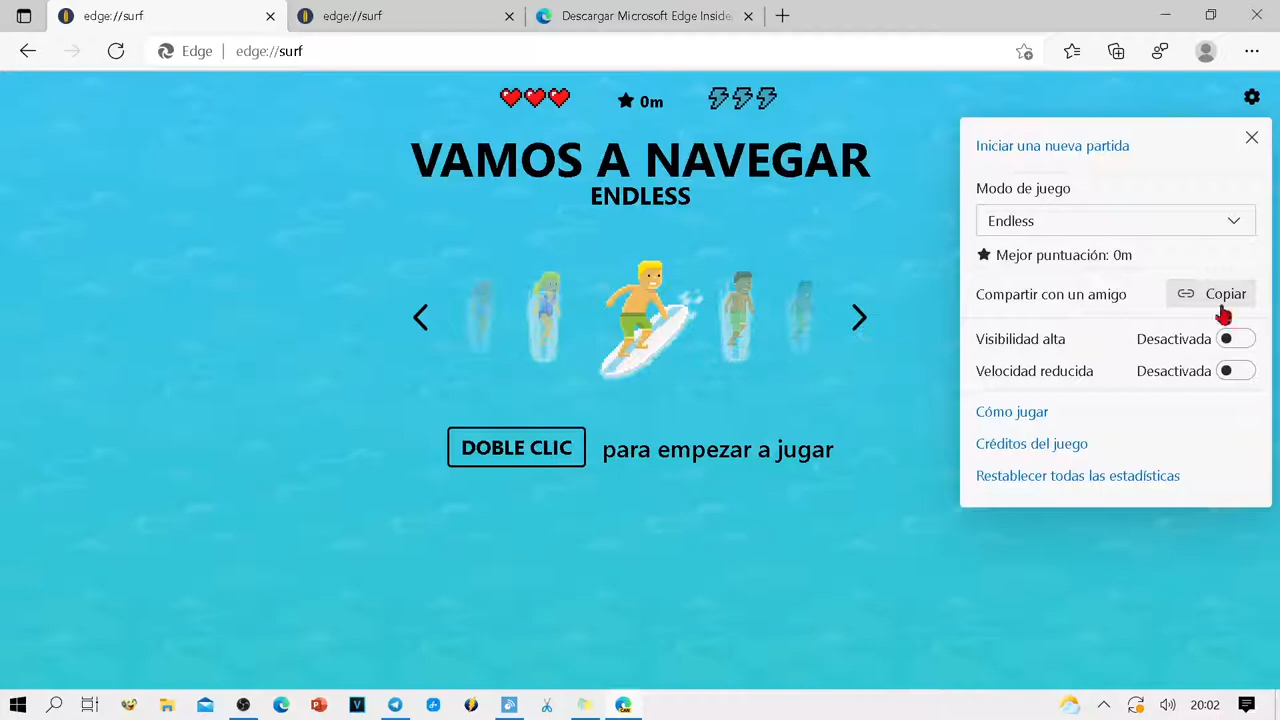 edge://surf
edge://surf
Descargar Microsoft Edge Inside
Edge
edge://surf
0m
VAMOS A NAVEGAR
ENDLESS
DOBLE CLIC para empezar a jugar
Iniciar una nueva partida
Modo de juego
Endless
Mejor puntuación: 0m
Compartir con un amigo Copiar
Visibilidad alta Desactivada
Velocidad reducida Desactivada
Cómo jugar
Créditos del juego
Restablecer todas las estadísticas
20:02